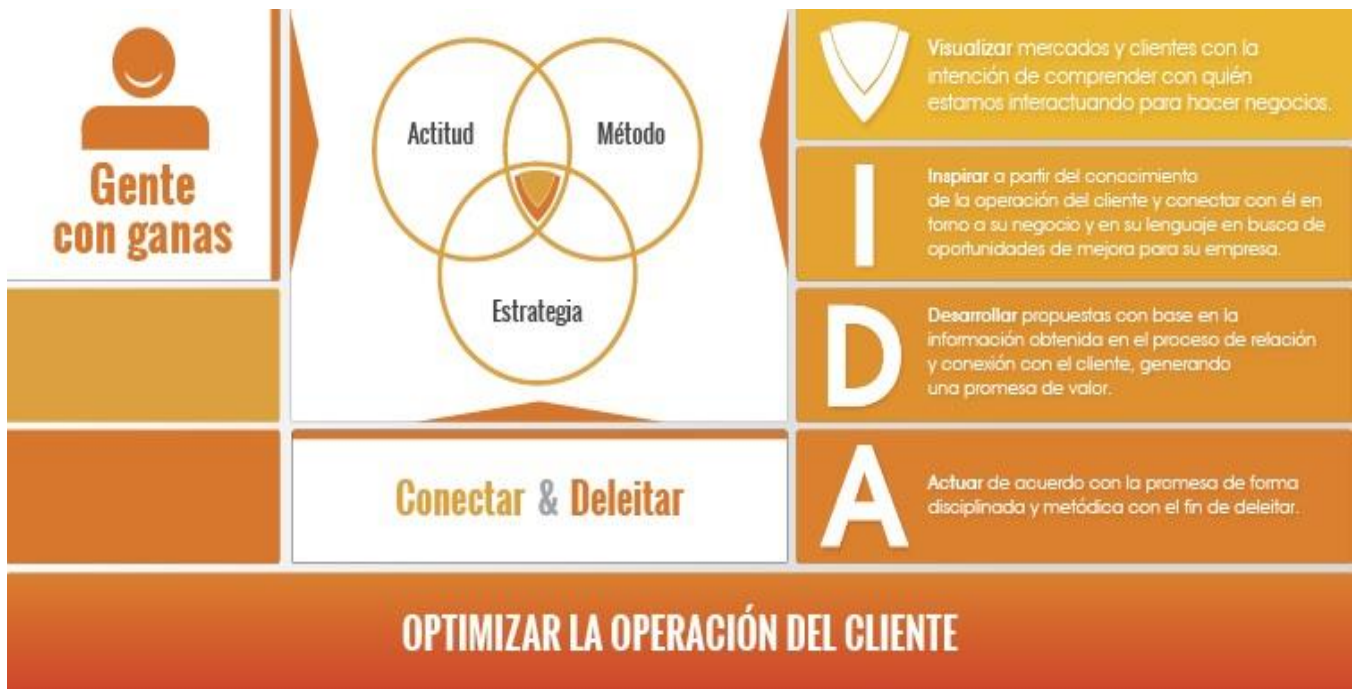 Gente
con ganas
Actitud
Método
Estrategia
Conectar & Deleitar
V
Visualizar mercados y clientes con la
intención de comprender con quién
estamos interactuando para hacer negocios.
I
Inspirar a partir del conocimiento
de la operación del cliente y conectar con él en
torno a su negocio y en su lenguaje en busca de
oportunidades de mejora para su empresa.
D
Desarrollar propuestas con base en la
información obtenida en el proceso de relación
y conexión con el cliente, generando
una promesa de valor.
A
Actuar de acuerdo con la promesa de forma
disciplinada y metódica con el fin de deleitar.
OPTIMIZAR LA OPERACIÓN DEL CLIENTE